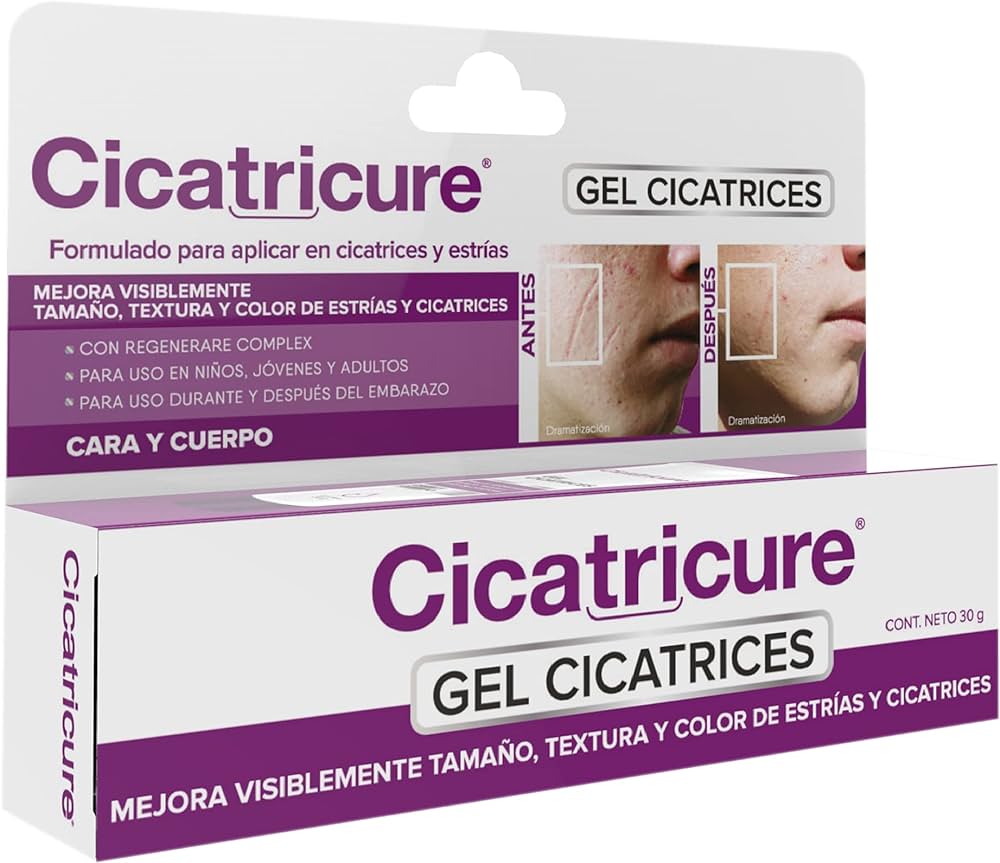 Cicatricure®
GEL CICATRICES
Formulado para aplicar en cicatrices y estrías
MEJORA VISIBLEMENTE
TAMAÑO, TEXTURA Y COLOR DE ESTRÍAS Y CICATRICES
CON REGENERARE COMPLEX
PARA USO EN NIÑOS, JÓVENES Y ADULTOS
PARA USO DURANTE Y DESPUÉS DEL EMBARAZO
CARA Y CUERPO
ANTES
Dramatización
DESPUÉS
Dramatización
Cicatricure®
CONT. NETO 30 g
GEL CICATRICES
MEJORA VISIBLEMENTE TAMAÑO, TEXTURA Y COLOR DE ESTRÍAS Y CICATRICES
Cicatricure